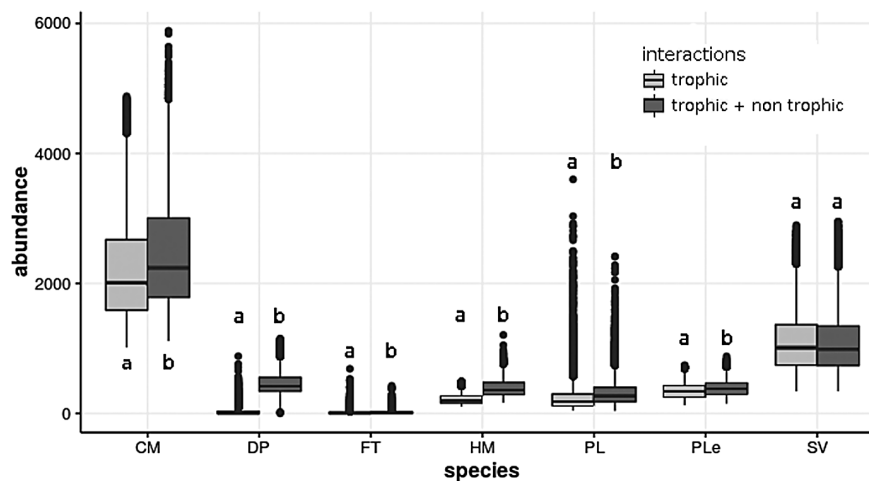 6000
interactions
trophic
trophic + non trophic
4000
a b
a a
abundance
2000
a b a b a b a b a b
0
CM DP FT HM PL PLe SV
species